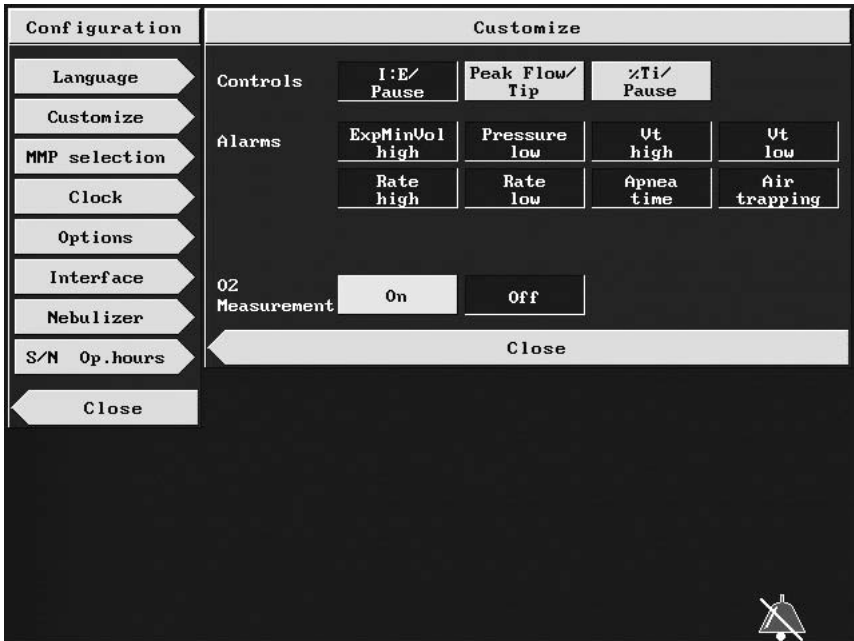 Configuration
Language
Customize
MMP selection
Clock
Options
Interface
Nebulizer
S/N Op.hours
Close
Customize
Controls
I:E/
Pause
Peak Flow/
Tip
%Ti/
Pause
Alarms
ExpMinVol
high
Pressure
low
Vt
high
Vt
low
Rate
high
Rate
low
Apnea
time
Air
trapping
O2
Measurement
On
Off
Close